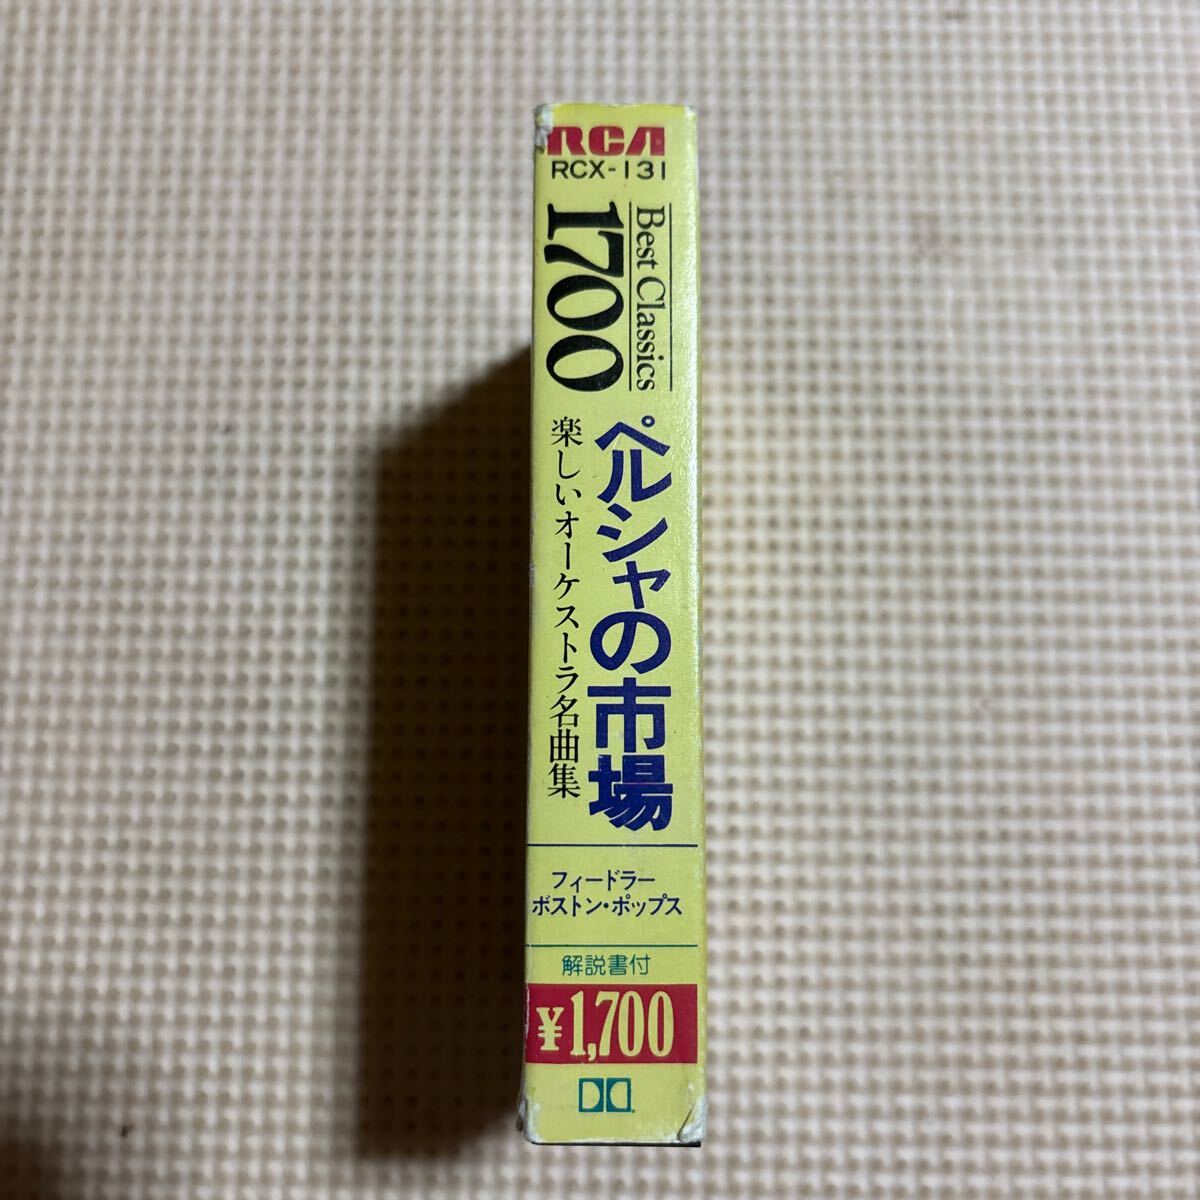 RCA
RCX-131
Best Classics
1700
ペルシャの市場
楽しいオーケストラ名曲集
フィードラー
ボストン・ポップス
解説書付
¥1,700